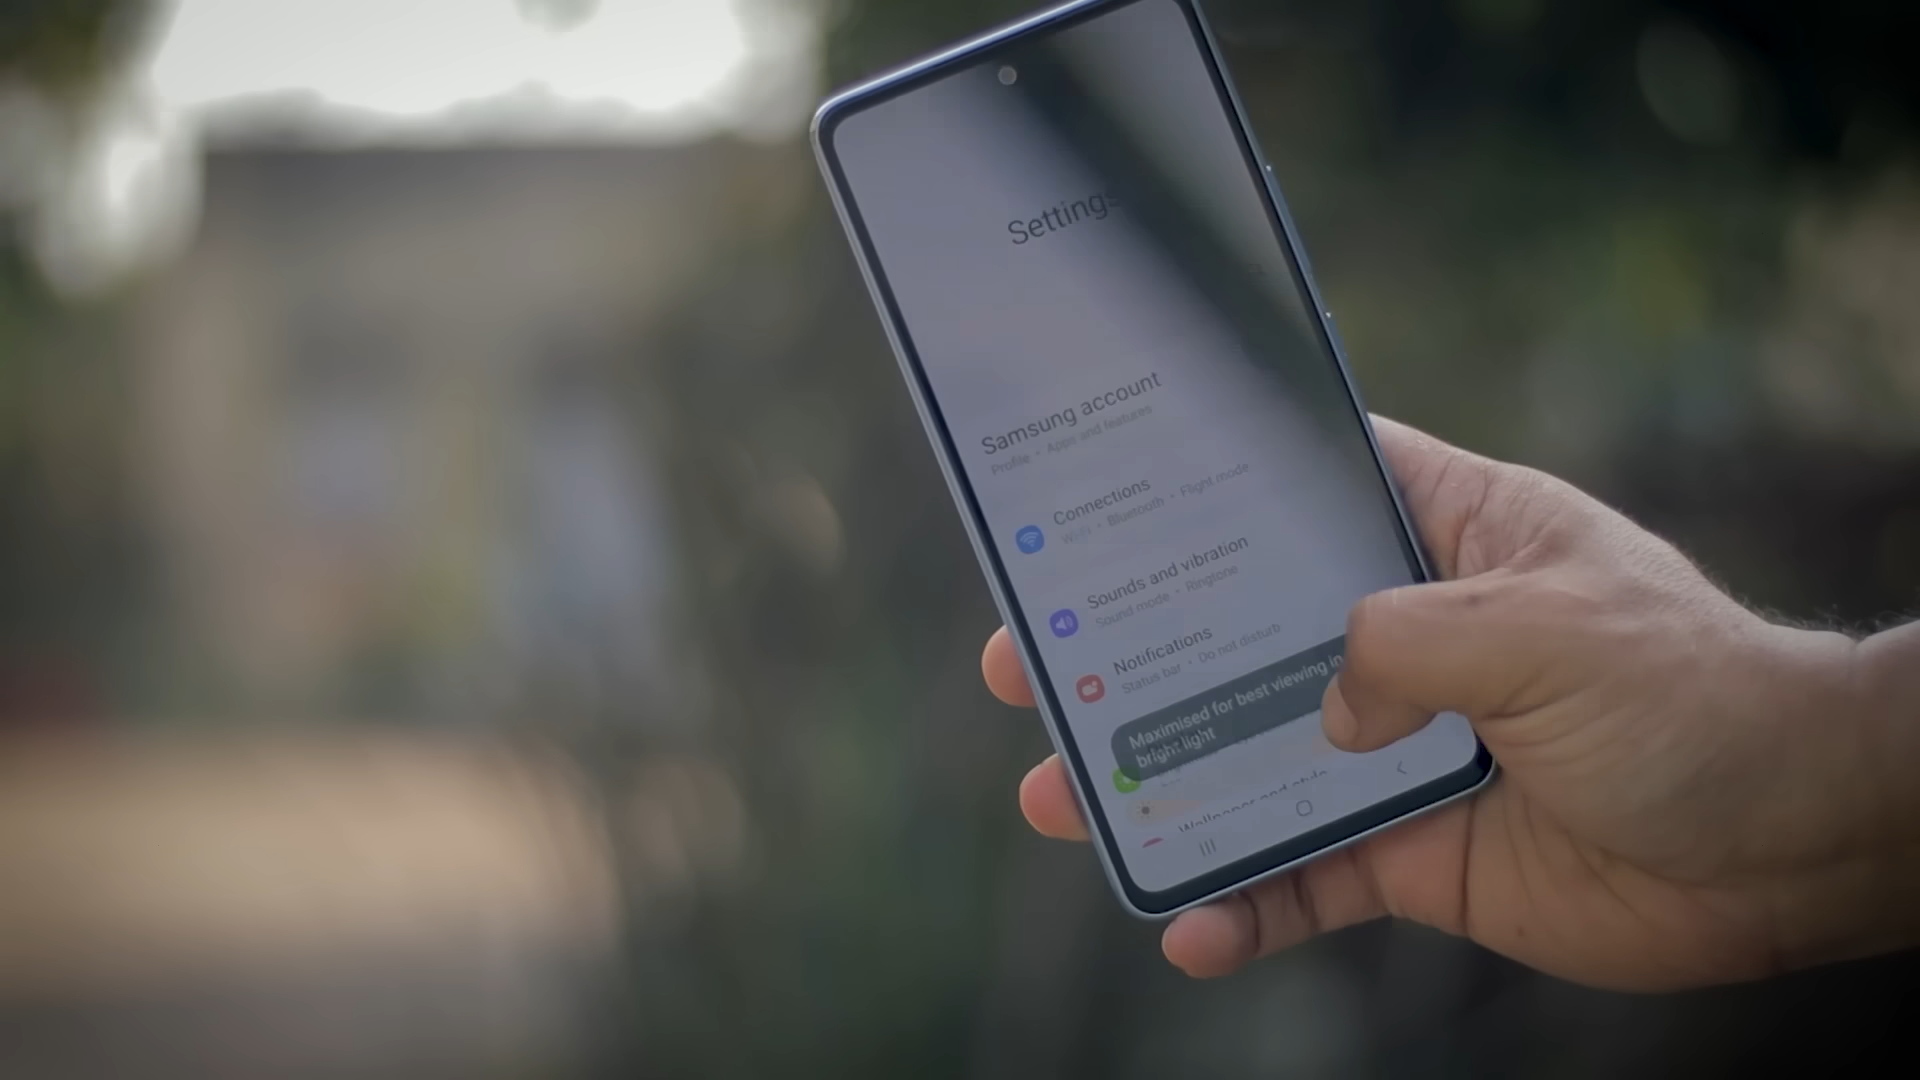 Settings
Samsung account
Profile • Apps and features
Connections
Wi-Fi • Bluetooth • Flight mode
Sounds and vibration
Sound mode • Ringtone
Notifications
Status bar • Do not disturb
Maximised for best viewing in
bright light
Wallpaper and style